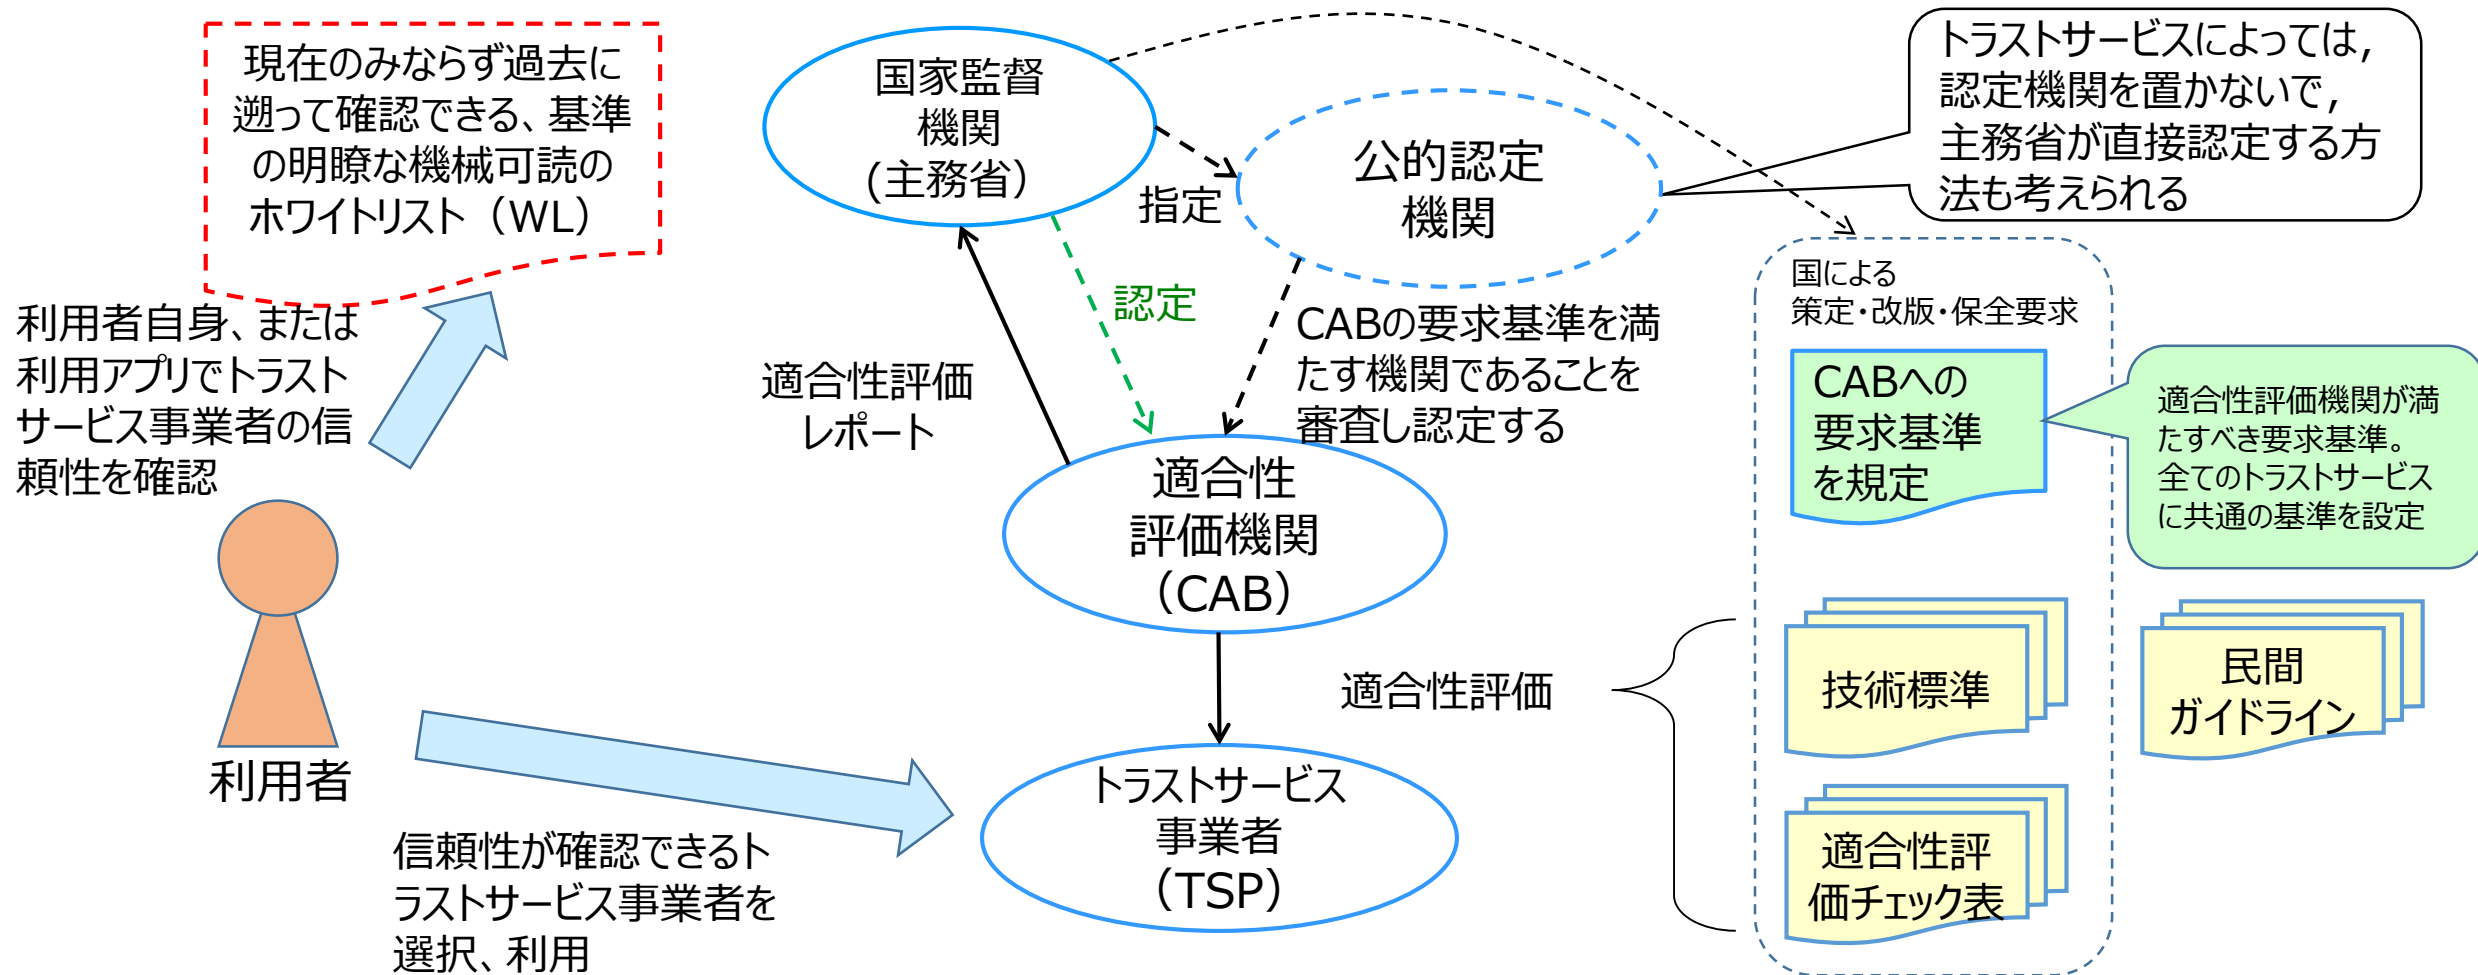 現在のみならず過去に
遡って確認できる、基準
の明瞭な機械可読の
ホワイトリスト（WL）
国家監督
機関
(主務省）
公的認定
機関
トラストサービスによっては，
認定機関を置かないで，
主務省が直接認定する方
法も考えられる
指定
認定
利用者自身、または
利用アプリでトラスト
サービス事業者の信
頼性を確認
適合性評価
レポート
CABの要求基準を満
たす機関であることを
審査し認定する
国による
策定・改版・保全要求
CABへの
要求基準
を規定
適合性評価機関が満
たすべき要求基準。
全てのトラストサービス
に共通の基準を設定
適合性
評価機関
（CAB）
適合性評価
技術標準
民間
ガイドライン
利用者
トラストサービス
事業者
（TSP）
適合性評
価チェック表
信頼性が確認できるト
ラストサービス事業者を
選択、利用